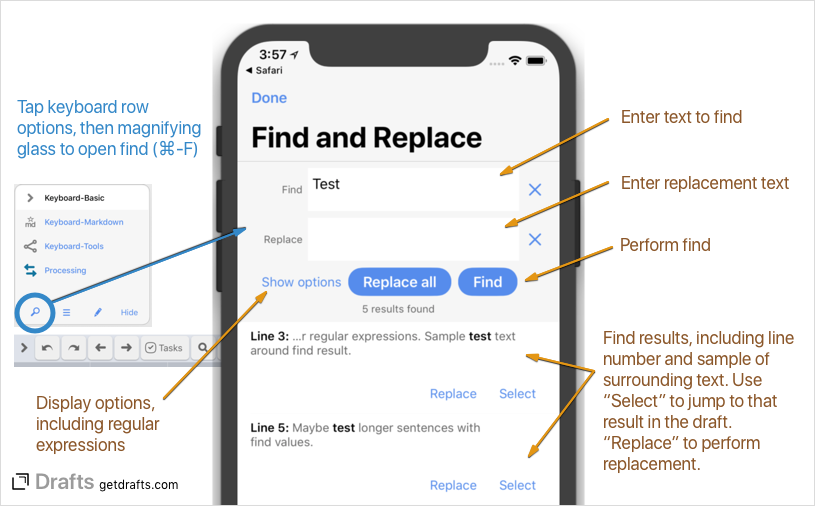 3:57
Safari
Done
Find and Replace
Find
Test
Replace
Show options
Replace all
Find
5 results found
Line 3: ...r regular expressions. Sample test text
around find result.
Replace
Select
Line 5: Maybe test longer sentences with
find values.
Replace
Select
Tap keyboard row
options, then magnifying
glass to open find (⌘-F)
Keyboard-Basic
md
Keyboard-Markdown
Keyboard-Tools
Processing
Hide
Tasks
Display options,
including regular
expressions
Enter text to find
Enter replacement text
Perform find
Find results, including line
number and sample of
surrounding text. Use
“Select” to jump to that
result in the draft.
“Replace” to perform
replacement.
Drafts getdrafts.com